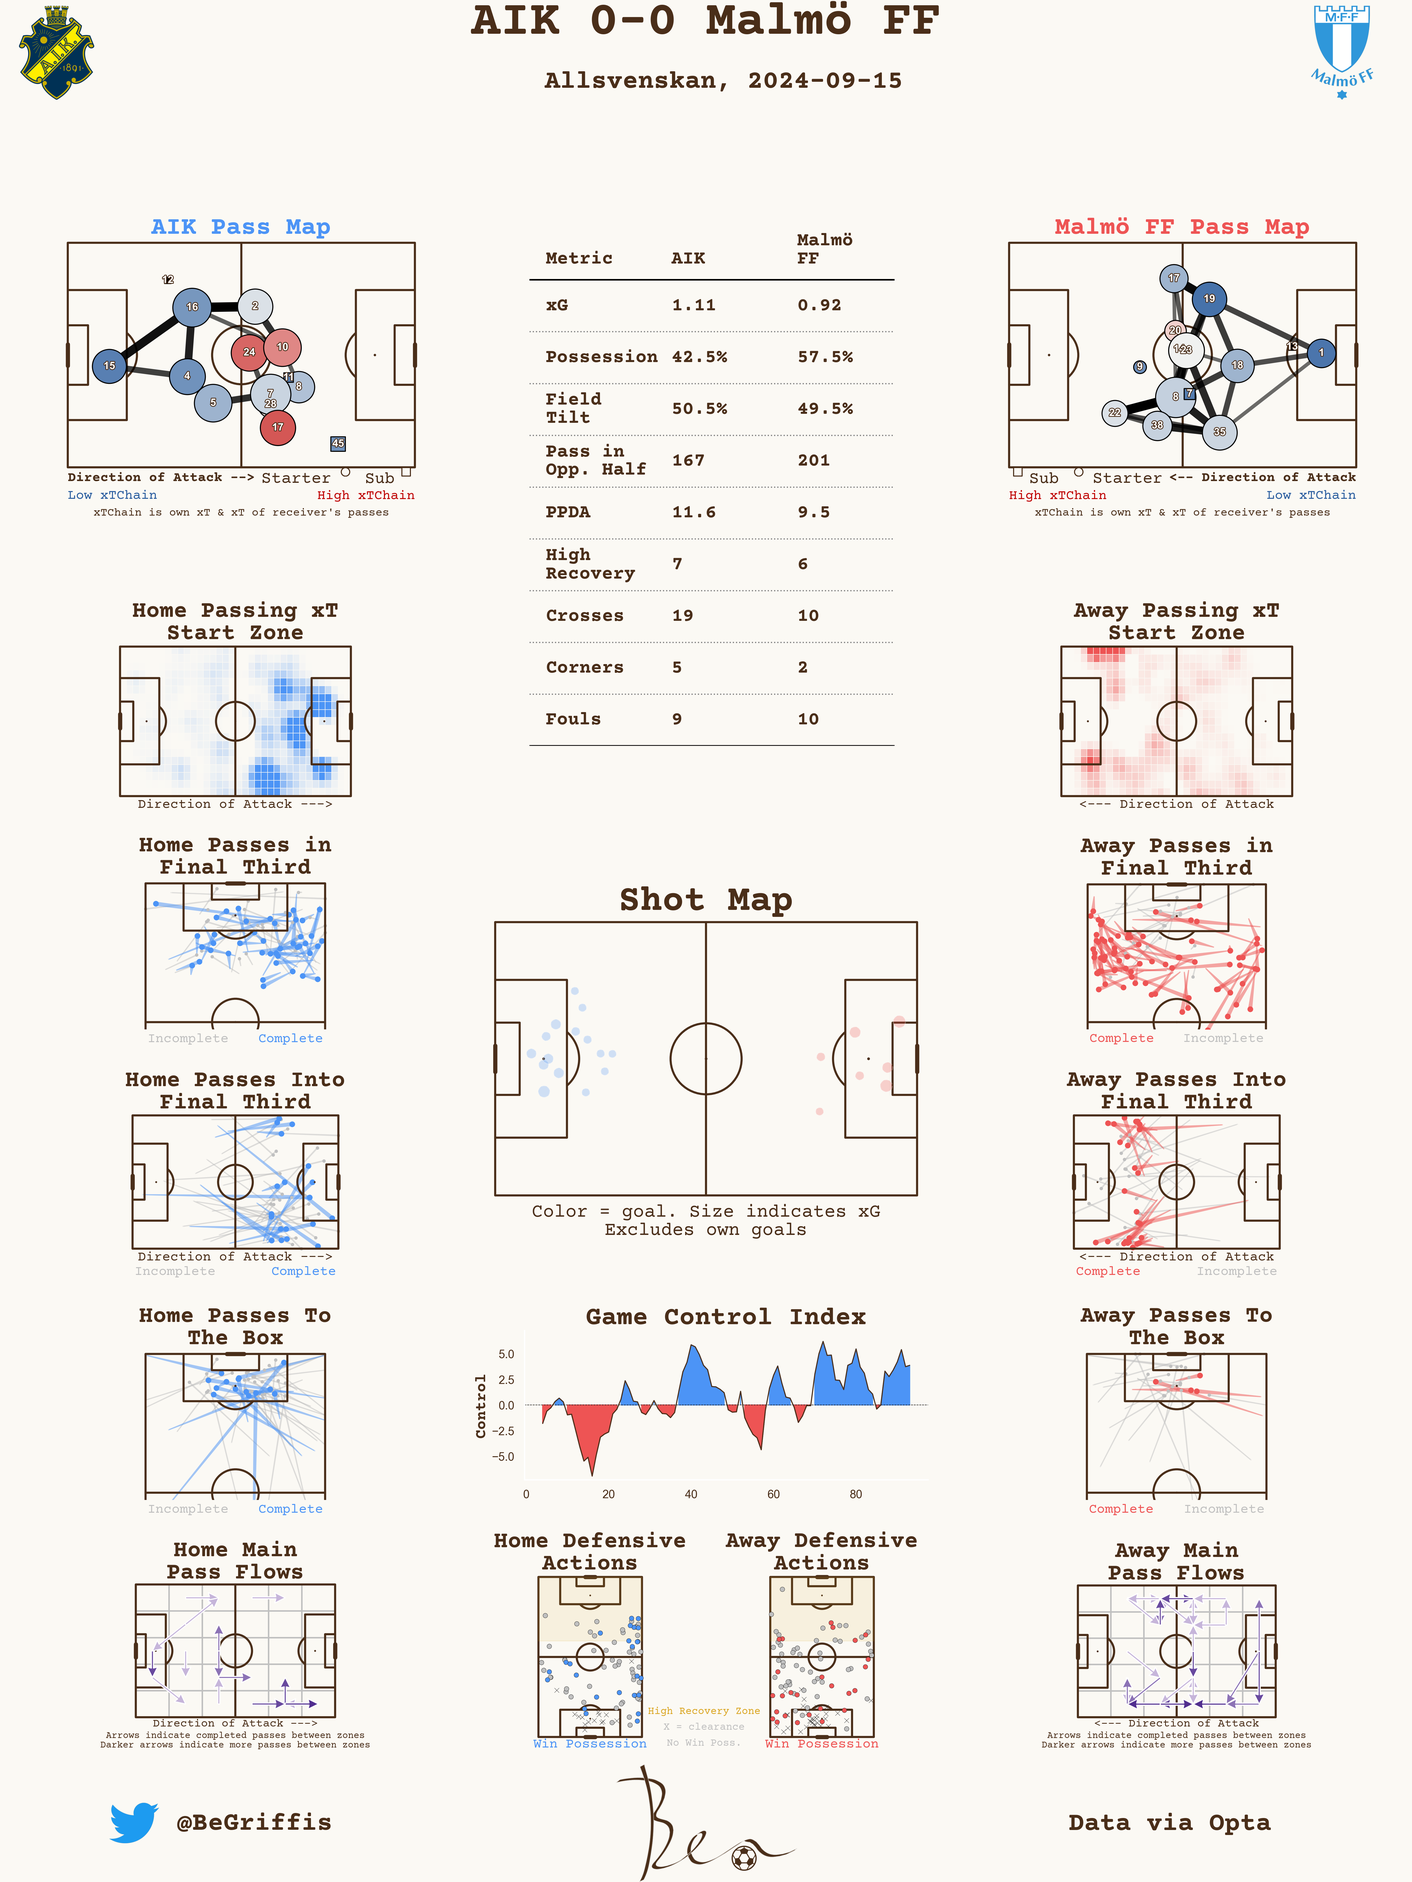 AIK 0-0 Malmö FF
Allsvenskan, 2024-09-15
A.I.K.
1891
M·F·F
Malmö FF
AIK Pass Map
12
16
2
24
10
15
4
11
8
7
5
28
17
45
Direction of Attack --> Starter Sub
Low xTChain High xTChain
xTChain is own xT & xT of receiver's passes
Metric AIK Malmö FF
xG 1.11 0.92
Possession 42.5% 57.5%
Field Tilt 50.5% 49.5%
Pass in Opp. Half 167 201
PPDA 11.6 9.5
High Recovery 7 6
Crosses 19 10
Corners 5 2
Fouls 9 10
Malmö FF Pass Map
17
19
20
23
13
1
9
18
8
7
22
38
35
Sub Starter <-- Direction of Attack
High xTChain Low xTChain
xTChain is own xT & xT of receiver's passes
Home Passing xT
Start Zone
Direction of Attack --->
Away Passing xT
Start Zone
<--- Direction of Attack
Home Passes in
Final Third
Incomplete Complete
Away Passes in
Final Third
Complete Incomplete
Shot Map
Color = goal. Size indicates xG
Excludes own goals
Home Passes Into
Final Third
Direction of Attack --->
Incomplete Complete
Away Passes Into
Final Third
<--- Direction of Attack
Complete Incomplete
Home Passes To
The Box
Incomplete Complete
Game Control Index
Control
5.0
2.5
0.0
−2.5
−5.0
0 20 40 60 80
Away Passes To
The Box
Complete Incomplete
Home Main
Pass Flows
Direction of Attack --->
Arrows indicate completed passes between zones
Darker arrows indicate more passes between zones
Home Defensive
Actions
Win Possession
Away Defensive
Actions
Win Possession
High Recovery Zone
X = clearance
No Win Poss.
Away Main
Pass Flows
<--- Direction of Attack
Arrows indicate completed passes between zones
Darker arrows indicate more passes between zones
@BeGriffis
Ben
Data via Opta